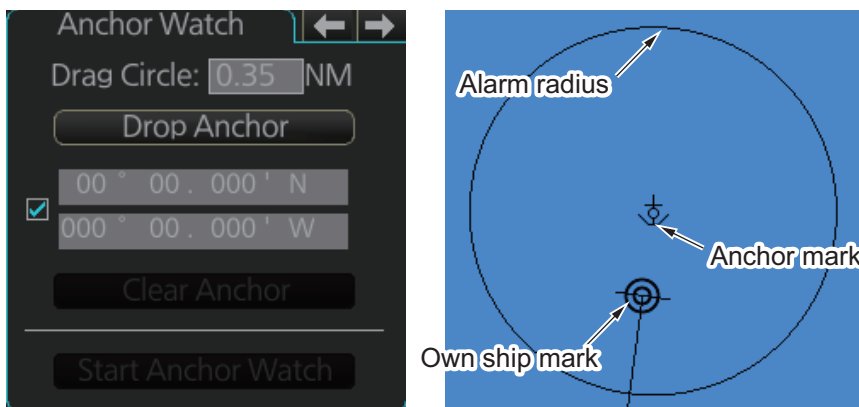 Anchor Watch
Drag Circle: 0.35 NM
Drop Anchor
00 ° 00 . 000 ' N
000 ° 00 . 000 ' W
Clear Anchor
Start Anchor Watch
Alarm radius
Anchor mark
Own ship mark